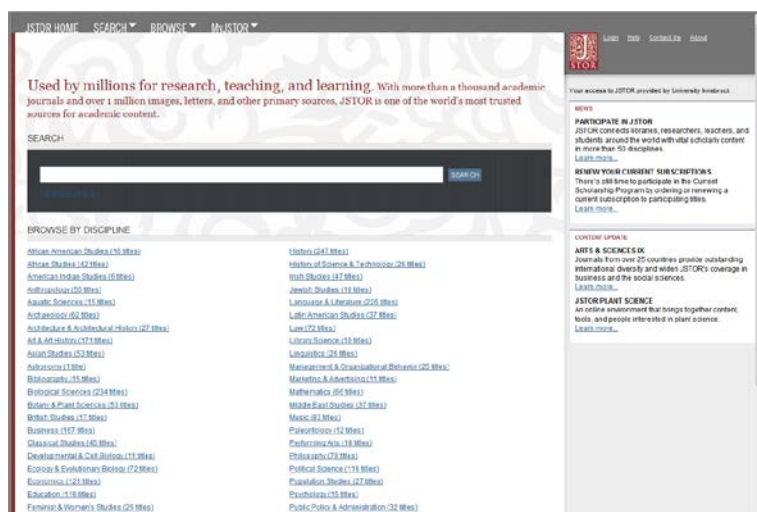 JSTOR HOME SEARCH BROWSE MyJSTOR
Used by millions for research, teaching, and learning. With more than a thousand academic
journals and over 1 million images, letters, and other primary sources, JSTOR is one of the world's most trusted
sources for academic content.
SEARCH
SEARCH
BROWSE BY DISCIPLINE
African American Studies (16 titles)
African Studies (42 titles)
American Indian Studies (6 titles)
Anthropology (50 titles)
Aquatic Sciences (15 titles)
Archaeology (62 titles)
Architecture & Architectural History (27 titles)
Art & Art History (171 titles)
Asian Studies (53 titles)
Astronomy (1 title)
Bibliography (15 titles)
Biological Sciences (234 titles)
Botany & Plant Sciences (53 titles)
British Studies (17 titles)
Business (167 titles)
Classical Studies (45 titles)
Developmental & Cell Biology (11 titles)
Ecology & Evolutionary Biology (72 titles)
Economics (121 titles)
Education (116 titles)
Feminist & Women's Studies (25 titles)
History (247 titles)
History of Science & Technology (26 titles)
Irish Studies (47 titles)
Jewish Studies (18 titles)
Language & Literature (226 titles)
Latin American Studies (37 titles)
Law (72 titles)
Library Science (18 titles)
Linguistics (26 titles)
Management & Organizational Behavior (25 titles)
Marketing & Advertising (11 titles)
Mathematics (66 titles)
Middle East Studies (37 titles)
Music (83 titles)
Paleontology (12 titles)
Performing Arts (18 titles)
Philosophy (78 titles)
Political Science (118 titles)
Population Studies (27 titles)
Psychology (15 titles)
Public Policy & Administration (32 titles)
JSTOR
Login Help Contact Us About
Your access to JSTOR provided by University Innsbruck
NEWS
PARTICIPATE IN JSTOR
JSTOR connects libraries, researchers, teachers, and
students around the world with vital scholarly content
in more than 50 disciplines.
Learn more...
RENEW YOUR CURRENT SUBSCRIPTIONS
There's still time to participate in the Current
Scholarship Program by ordering or renewing a
current subscription to participating titles.
Learn more...
CONTENT UPDATE
ARTS & SCIENCES IX
Journals from over 25 countries provide outstanding
international diversity and widen JSTOR's coverage in
business and the social sciences.
Learn more...
JSTOR PLANT SCIENCE
An online environment that brings together content,
tools, and people interested in plant science.
Learn more...